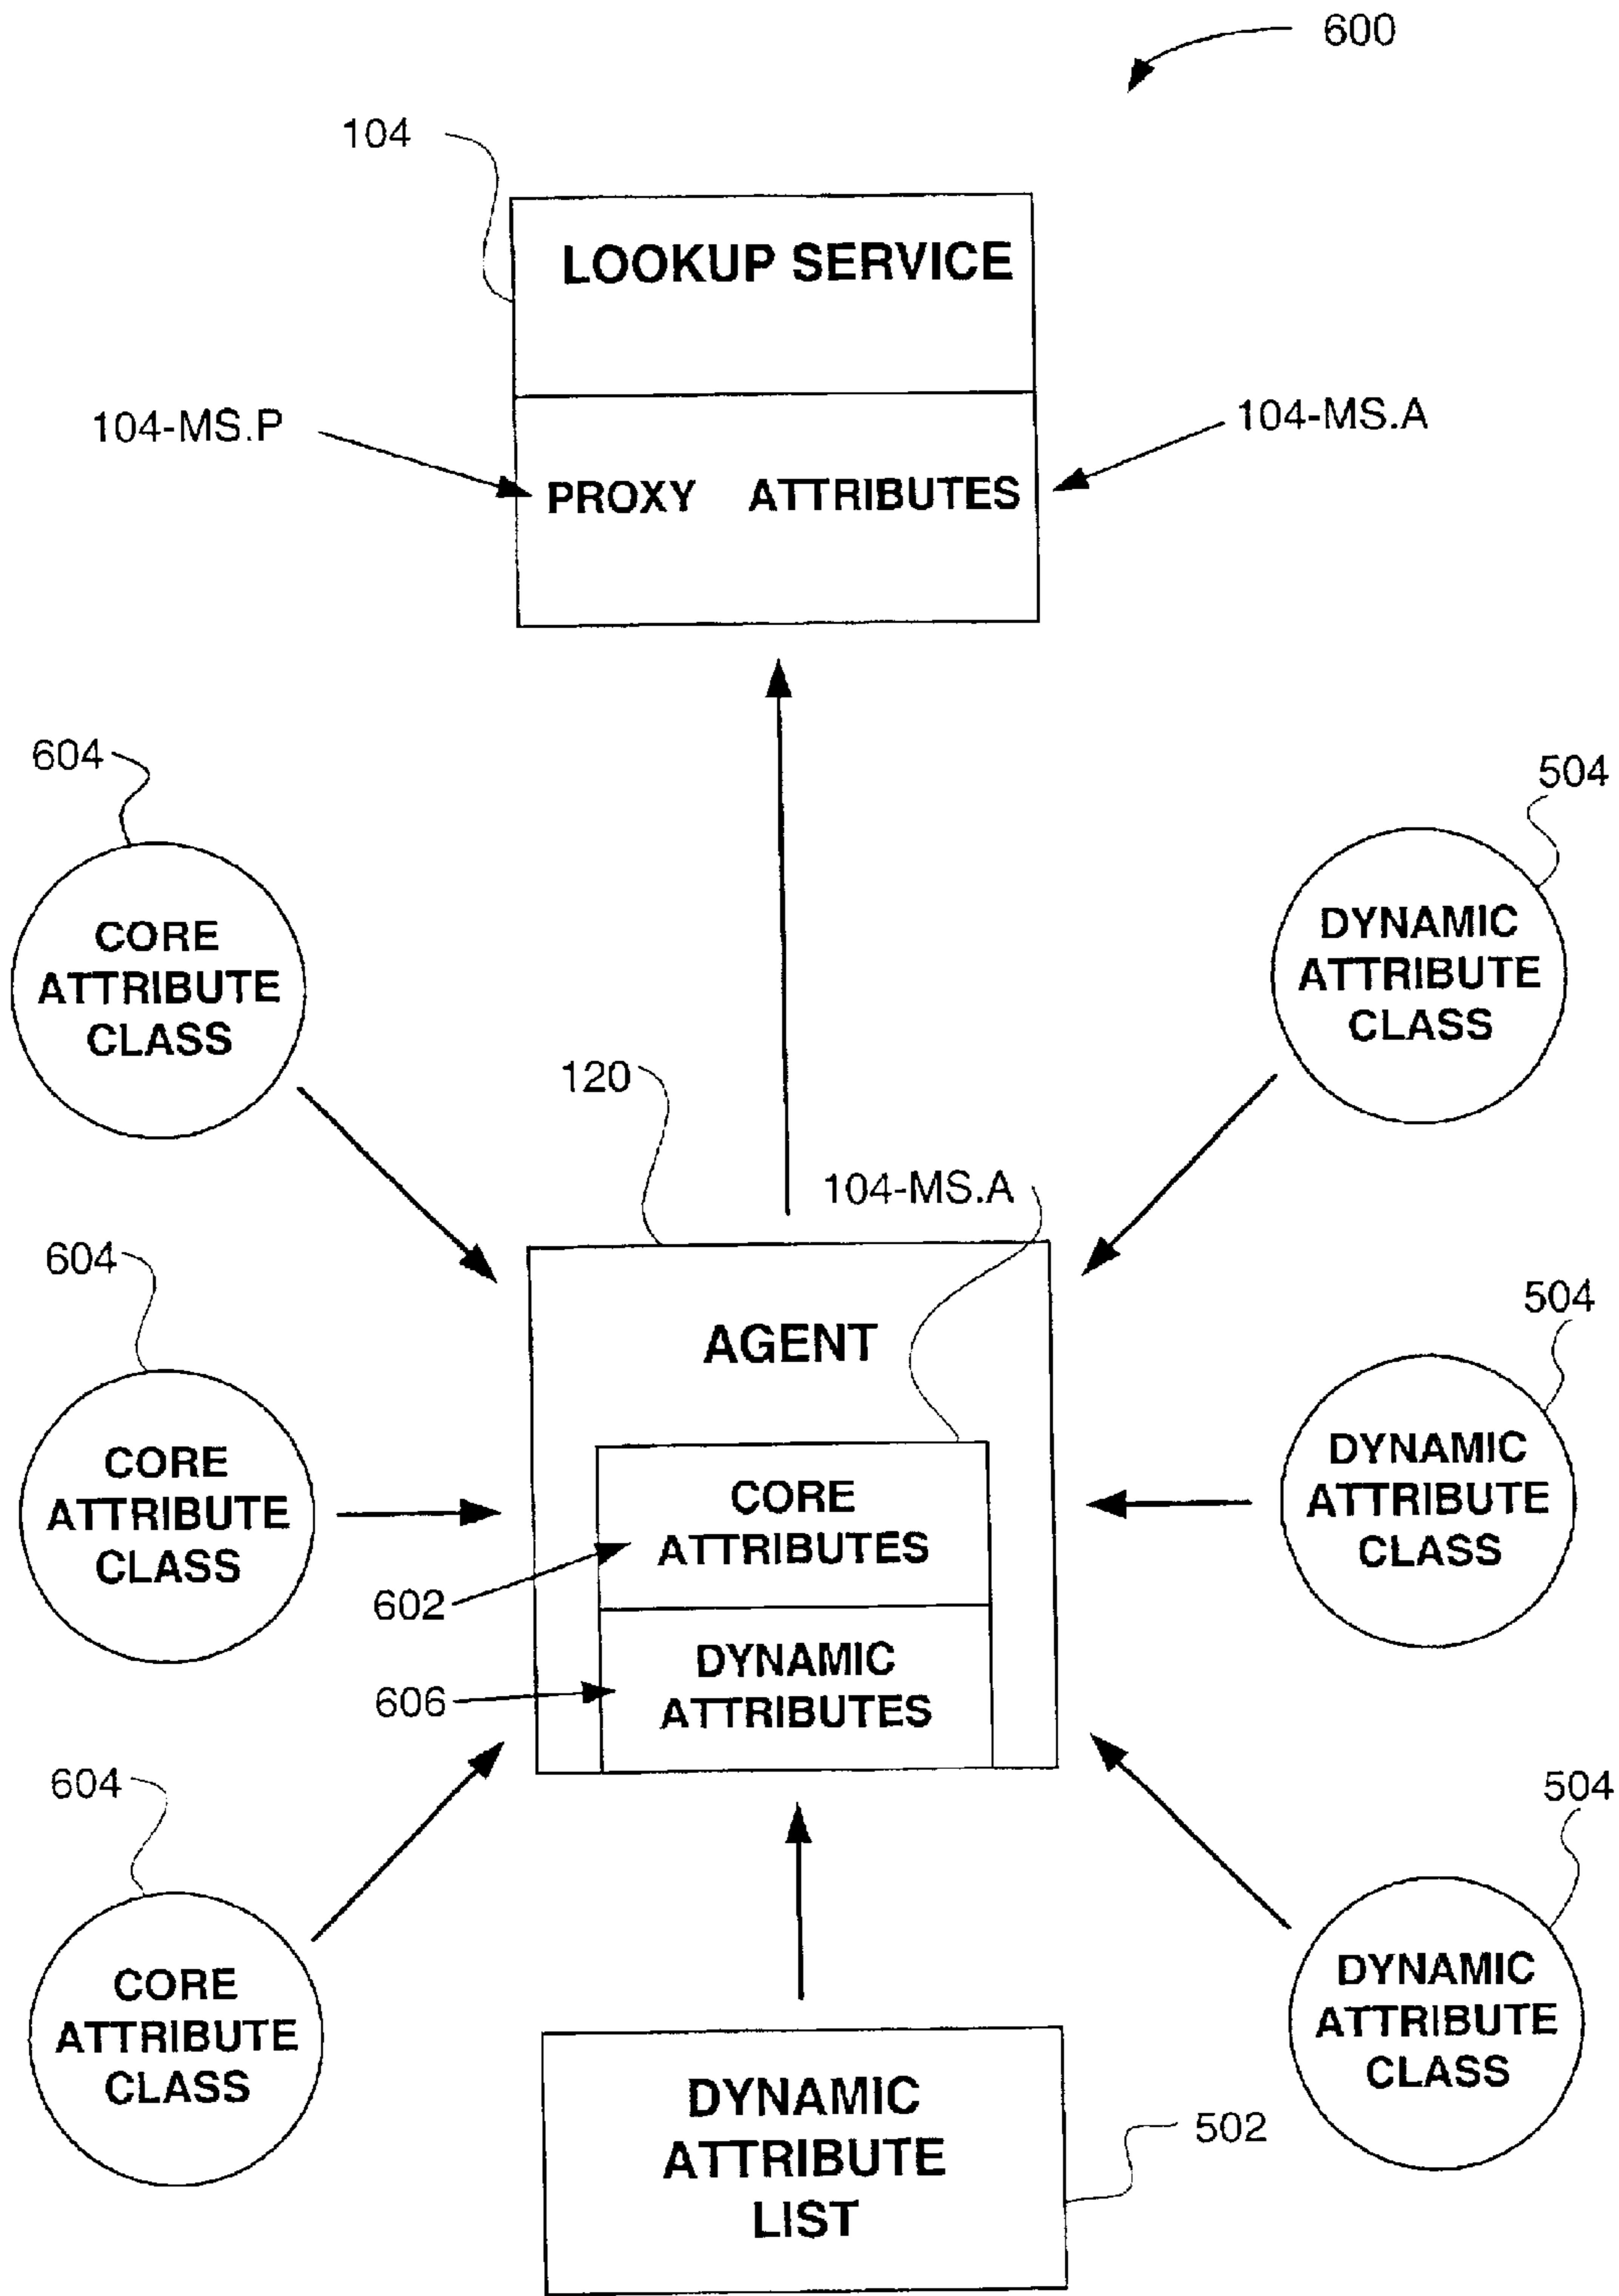 600
104
LOOKUP SERVICE
104-MS.P
104-MS.A
PROXY ATTRIBUTES
604
504
CORE
ATTRIBUTE
CLASS
DYNAMIC
ATTRIBUTE
CLASS
120
104-MS.A
604
504
AGENT
CORE
ATTRIBUTE
CLASS
CORE
ATTRIBUTES
DYNAMIC
ATTRIBUTE
CLASS
602
DYNAMIC
ATTRIBUTES
606
604
504
CORE
ATTRIBUTE
CLASS
DYNAMIC
ATTRIBUTE
CLASS
DYNAMIC
ATTRIBUTE
LIST
502